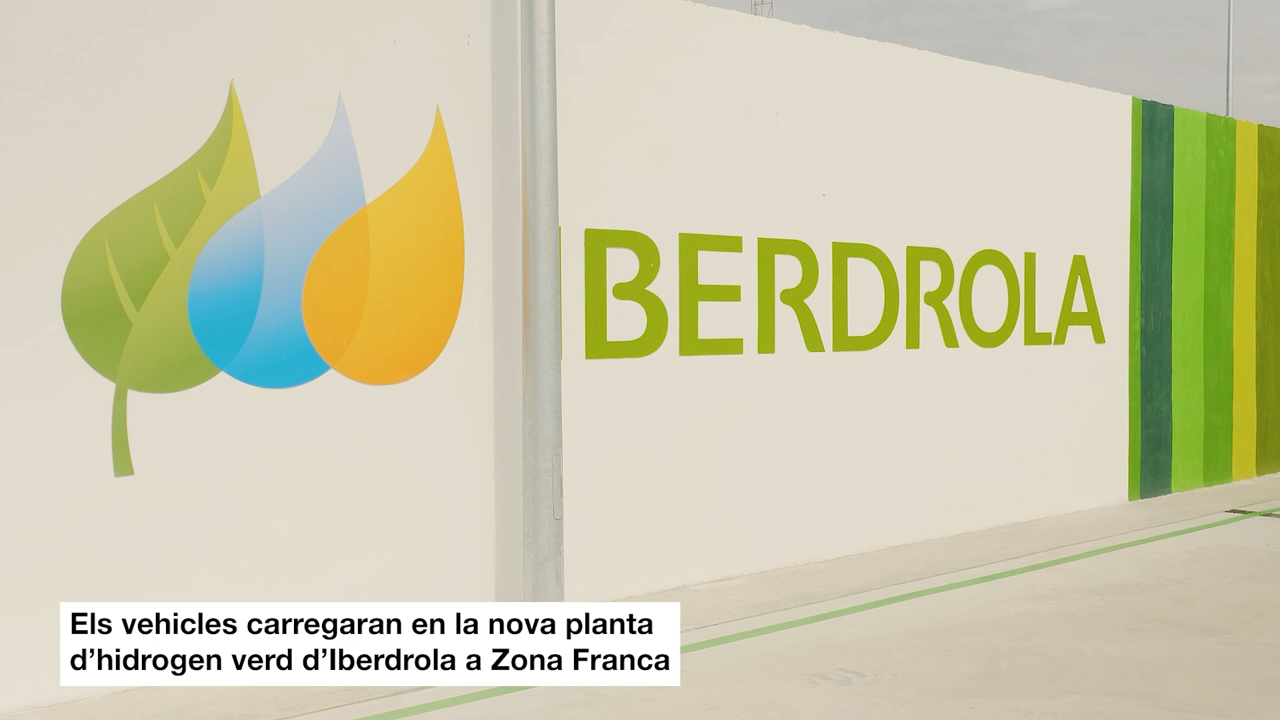 IBERDROLA
Els vehicles carregaran en la nova planta
d’hidrogen verd d’Iberdrola a Zona Franca